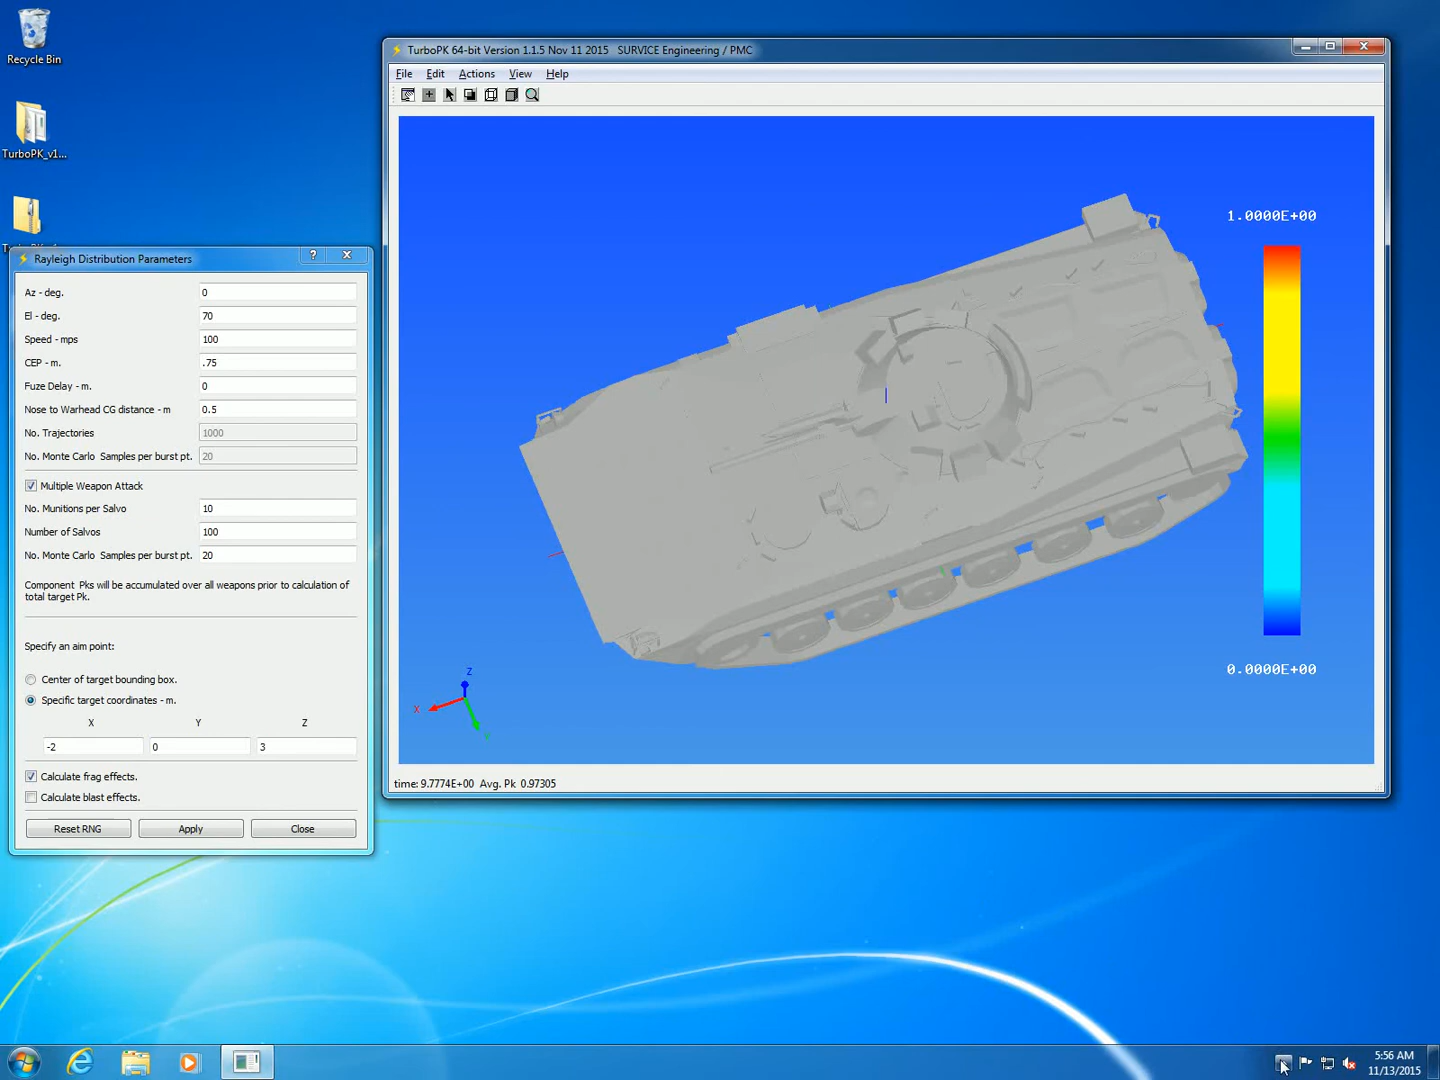 Recycle Bin
TurboPK_v1...
TurboPK 64-bit Version 1.1.5 Nov 11 2015 SURVICE Engineering / PMC
File Edit Actions View Help
Rayleigh Distribution Parameters
Az - deg. 0
El - deg. 70
Speed - mps 100
CEP - m. .75
Fuze Delay - m. 0
Nose to Warhead CG distance - m 0.5
No. Trajectories 1000
No. Monte Carlo Samples per burst pt. 20
Multiple Weapon Attack
No. Munitions per Salvo 10
Number of Salvos 100
No. Monte Carlo Samples per burst pt. 20
Component Pks will be accumulated over all weapons prior to calculation of
total target Pk.
Specify an aim point:
Center of target bounding box.
Specific target coordinates - m.
X Y Z
-2 0 3
Calculate frag effects.
Calculate blast effects.
Reset RNG Apply Close
1.0000E+00
0.0000E+00
Z
X
time: 9.7774E+00 Avg. Pk 0.97305
5:56 AM
11/13/2015